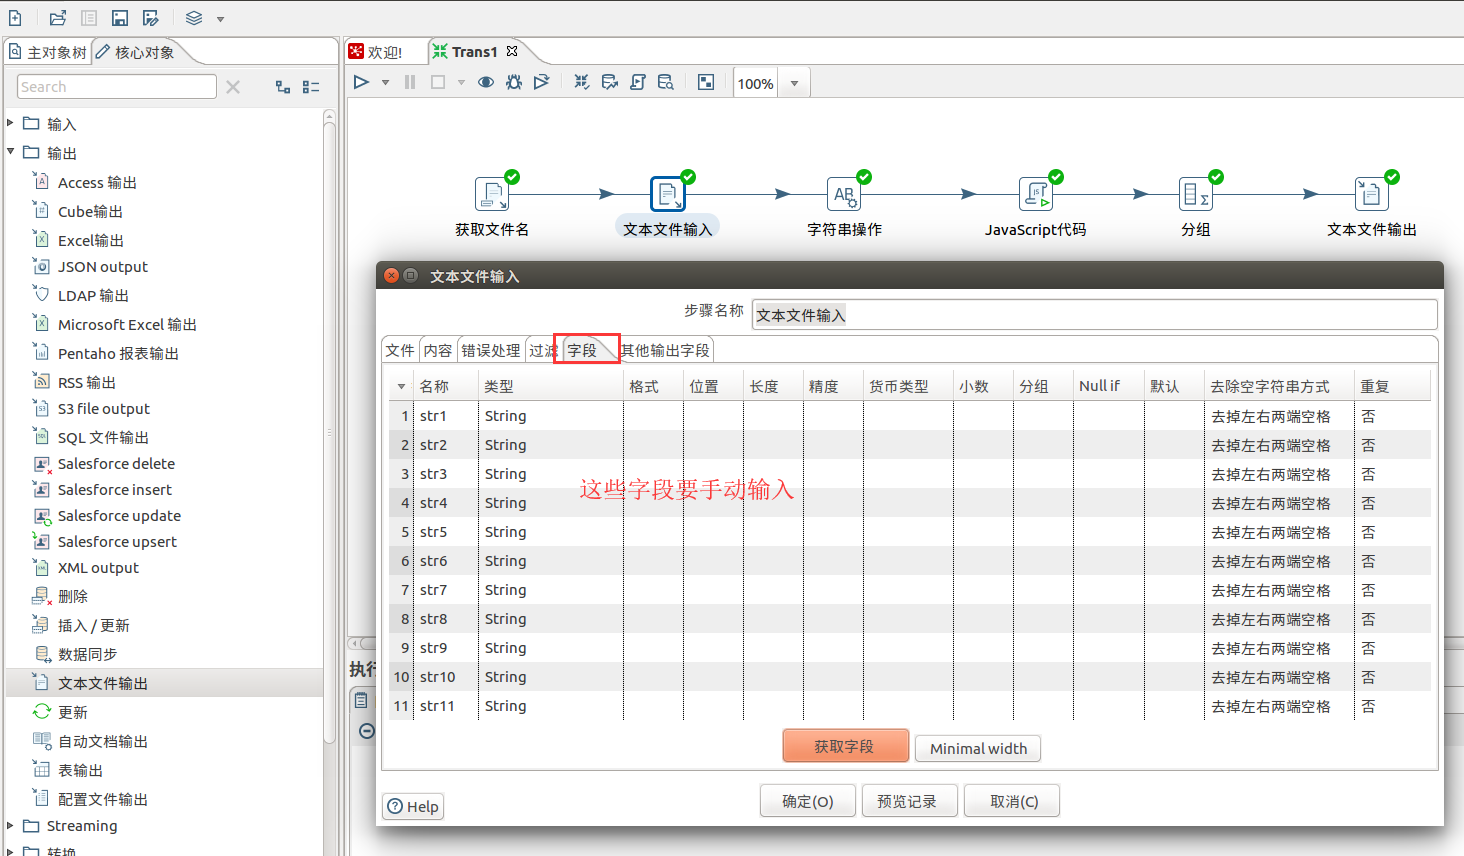 主对象树
核心对象
欢迎!
Trans1
Search
100%
输入
输出
Access 输出
Cube输出
Excel输出
JSON output
LDAP 输出
Microsoft Excel 输出
Pentaho 报表输出
RSS 输出
S3 file output
SQL 文件输出
Salesforce delete
Salesforce insert
Salesforce update
Salesforce upsert
XML output
删除
插入 / 更新
数据同步
文本文件输出
更新
自动文档输出
表输出
配置文件输出
Streaming
转换
获取文件名
文本文件输入
字符串操作
JavaScript代码
分组
文本文件输出
执行
文本文件输入
步骤名称 文本文件输入
文件 内容 错误处理 过滤 字段 其他输出字段
名称 类型 格式 位置 长度 精度 货币类型 小数 分组 Null if 默认 去除空字符串方式 重复
1 str1 String 去掉左右两端空格 否
2 str2 String 去掉左右两端空格 否
3 str3 String 去掉左右两端空格 否
4 str4 String 去掉左右两端空格 否
5 str5 String 去掉左右两端空格 否
6 str6 String 去掉左右两端空格 否
7 str7 String 去掉左右两端空格 否
8 str8 String 去掉左右两端空格 否
9 str9 String 去掉左右两端空格 否
10 str10 String 去掉左右两端空格 否
11 str11 String 去掉左右两端空格 否
这些字段要手动输入
获取字段 Minimal width
Help 确定(O) 预览记录 取消(C)